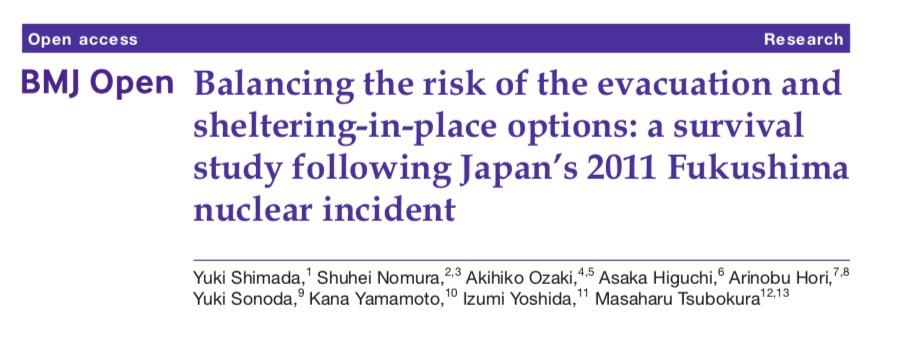 Open access
Research
BMJ Open
Balancing the risk of the evacuation and
sheltering-in-place options: a survival
study following Japan's 2011 Fukushima
nuclear incident
Yuki Shimada,1 Shuhei Nomura,2,3 Akihiko Ozaki,4,5 Asaka Higuchi,6 Arinobu Hori,7,8
Yuki Sonoda,9 Kana Yamamoto,10 Izumi Yoshida,11 Masaharu Tsubokura12,13